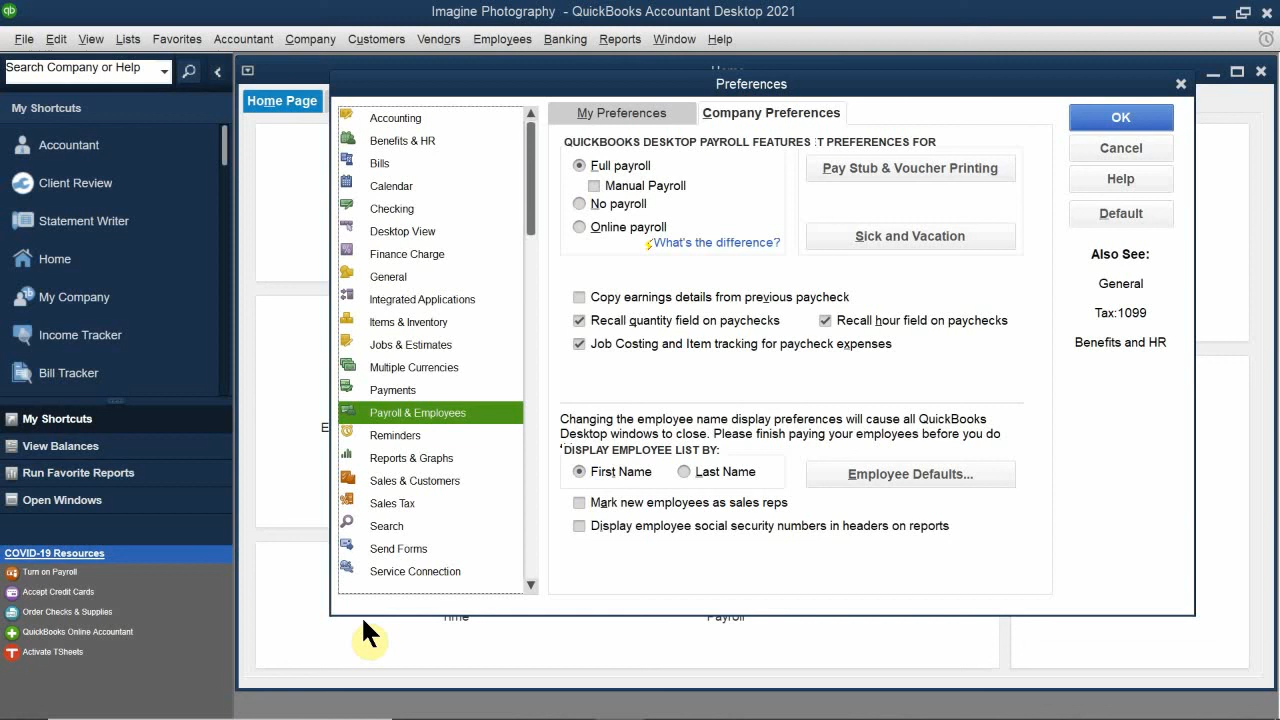 Imagine Photography - QuickBooks Accountant Desktop 2021
File Edit View Lists Favorites Accountant Company Customers Vendors Employees Banking Reports Window Help
Search Company or Help
My Shortcuts
Accountant
Client Review
Statement Writer
Home
My Company
Income Tracker
Bill Tracker
My Shortcuts
View Balances
Run Favorite Reports
Open Windows
COVID-19 Resources
Turn on Payroll
Accept Credit Cards
Order Checks & Supplies
QuickBooks Online Accountant
Activate TSheets
Home Page
Preferences
Accounting
Benefits & HR
Bills
Calendar
Checking
Desktop View
Finance Charge
General
Integrated Applications
Items & Inventory
Jobs & Estimates
Multiple Currencies
Payments
Payroll & Employees
Reminders
Reports & Graphs
Sales & Customers
Sales Tax
Search
Send Forms
Service Connection
My Preferences
Company Preferences
QUICKBOOKS DESKTOP PAYROLL FEATURES
T PREFERENCES FOR
Full payroll
Manual Payroll
No payroll
Online payroll
What's the difference?
Pay Stub & Voucher Printing
Sick and Vacation
Copy earnings details from previous paycheck
Recall quantity field on paychecks
Recall hour field on paychecks
Job Costing and Item tracking for paycheck expenses
Changing the employee name display preferences will cause all QuickBooks
Desktop windows to close. Please finish paying your employees before you do
DISPLAY EMPLOYEE LIST BY:
First Name
Last Name
Employee Defaults...
Mark new employees as sales reps
Display employee social security numbers in headers on reports
OK
Cancel
Help
Default
Also See:
General
Tax:1099
Benefits and HR
Time
Payroll